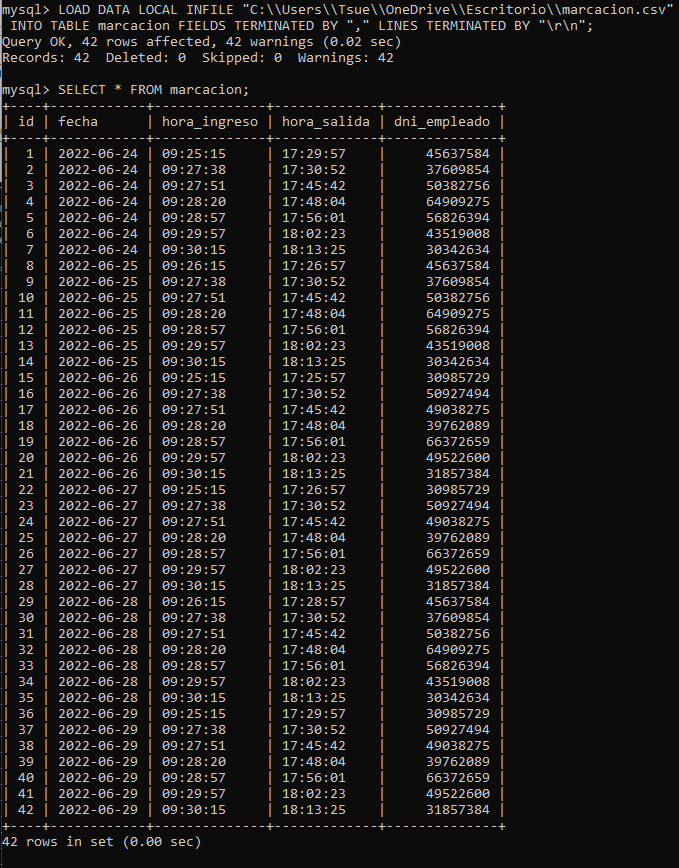 mysql> LOAD DATA LOCAL INFILE "C:\\Users\\Tsue\\OneDrive\\Escritorio\\marcacion.csv"
 INTO TABLE marcacion FIELDS TERMINATED BY "," LINES TERMINATED BY "\r\n";
Query OK, 42 rows affected, 42 warnings (0.02 sec)
Records: 42  Deleted: 0  Skipped: 0  Warnings: 42

mysql> SELECT * FROM marcacion;
+----+------------+--------------+-------------+--------------+
| id | fecha      | hora_ingreso | hora_salida | dni_empleado |
+----+------------+--------------+-------------+--------------+
|  1 | 2022-06-24 | 09:25:15     | 17:29:57    |     45637584 |
|  2 | 2022-06-24 | 09:27:38     | 17:30:52    |     37609854 |
|  3 | 2022-06-24 | 09:27:51     | 17:45:42    |     50382756 |
|  4 | 2022-06-24 | 09:28:20     | 17:48:04    |     64909275 |
|  5 | 2022-06-24 | 09:28:57     | 17:56:01    |     56826394 |
|  6 | 2022-06-24 | 09:29:57     | 18:02:23    |     43519008 |
|  7 | 2022-06-24 | 09:30:15     | 18:13:25    |     30342634 |
|  8 | 2022-06-25 | 09:26:15     | 17:26:57    |     45637584 |
|  9 | 2022-06-25 | 09:27:38     | 17:30:52    |     37609854 |
| 10 | 2022-06-25 | 09:27:51     | 17:45:42    |     50382756 |
| 11 | 2022-06-25 | 09:28:20     | 17:48:04    |     64909275 |
| 12 | 2022-06-25 | 09:28:57     | 17:56:01    |     56826394 |
| 13 | 2022-06-25 | 09:29:57     | 18:02:23    |     43519008 |
| 14 | 2022-06-25 | 09:30:15     | 18:13:25    |     30342634 |
| 15 | 2022-06-26 | 09:25:15     | 17:25:57    |     30985729 |
| 16 | 2022-06-26 | 09:27:38     | 17:30:52    |     50927494 |
| 17 | 2022-06-26 | 09:27:51     | 17:45:42    |     49038275 |
| 18 | 2022-06-26 | 09:28:20     | 17:48:04    |     39762089 |
| 19 | 2022-06-26 | 09:28:57     | 17:56:01    |     66372659 |
| 20 | 2022-06-26 | 09:29:57     | 18:02:23    |     49522600 |
| 21 | 2022-06-26 | 09:30:15     | 18:13:25    |     31857384 |
| 22 | 2022-06-27 | 09:25:15     | 17:26:57    |     30985729 |
| 23 | 2022-06-27 | 09:27:38     | 17:30:52    |     50927494 |
| 24 | 2022-06-27 | 09:27:51     | 17:45:42    |     49038275 |
| 25 | 2022-06-27 | 09:28:20     | 17:48:04    |     39762089 |
| 26 | 2022-06-27 | 09:28:57     | 17:56:01    |     66372659 |
| 27 | 2022-06-27 | 09:29:57     | 18:02:23    |     49522600 |
| 28 | 2022-06-27 | 09:30:15     | 18:13:25    |     31857384 |
| 29 | 2022-06-28 | 09:26:15     | 17:28:57    |     45637584 |
| 30 | 2022-06-28 | 09:27:38     | 17:30:52    |     37609854 |
| 31 | 2022-06-28 | 09:27:51     | 17:45:42    |     50382756 |
| 32 | 2022-06-28 | 09:28:20     | 17:48:04    |     64909275 |
| 33 | 2022-06-28 | 09:28:57     | 17:56:01    |     56826394 |
| 34 | 2022-06-28 | 09:29:57     | 18:02:23    |     43519008 |
| 35 | 2022-06-28 | 09:30:15     | 18:13:25    |     30342634 |
| 36 | 2022-06-29 | 09:25:15     | 17:29:57    |     30985729 |
| 37 | 2022-06-29 | 09:27:38     | 17:30:52    |     50927494 |
| 38 | 2022-06-29 | 09:27:51     | 17:45:42    |     49038275 |
| 39 | 2022-06-29 | 09:28:20     | 17:48:04    |     39762089 |
| 40 | 2022-06-29 | 09:28:57     | 17:56:01    |     66372659 |
| 41 | 2022-06-29 | 09:29:57     | 18:02:23    |     49522600 |
| 42 | 2022-06-29 | 09:30:15     | 18:13:25    |     31857384 |
+----+------------+--------------+-------------+--------------+
42 rows in set (0.00 sec)